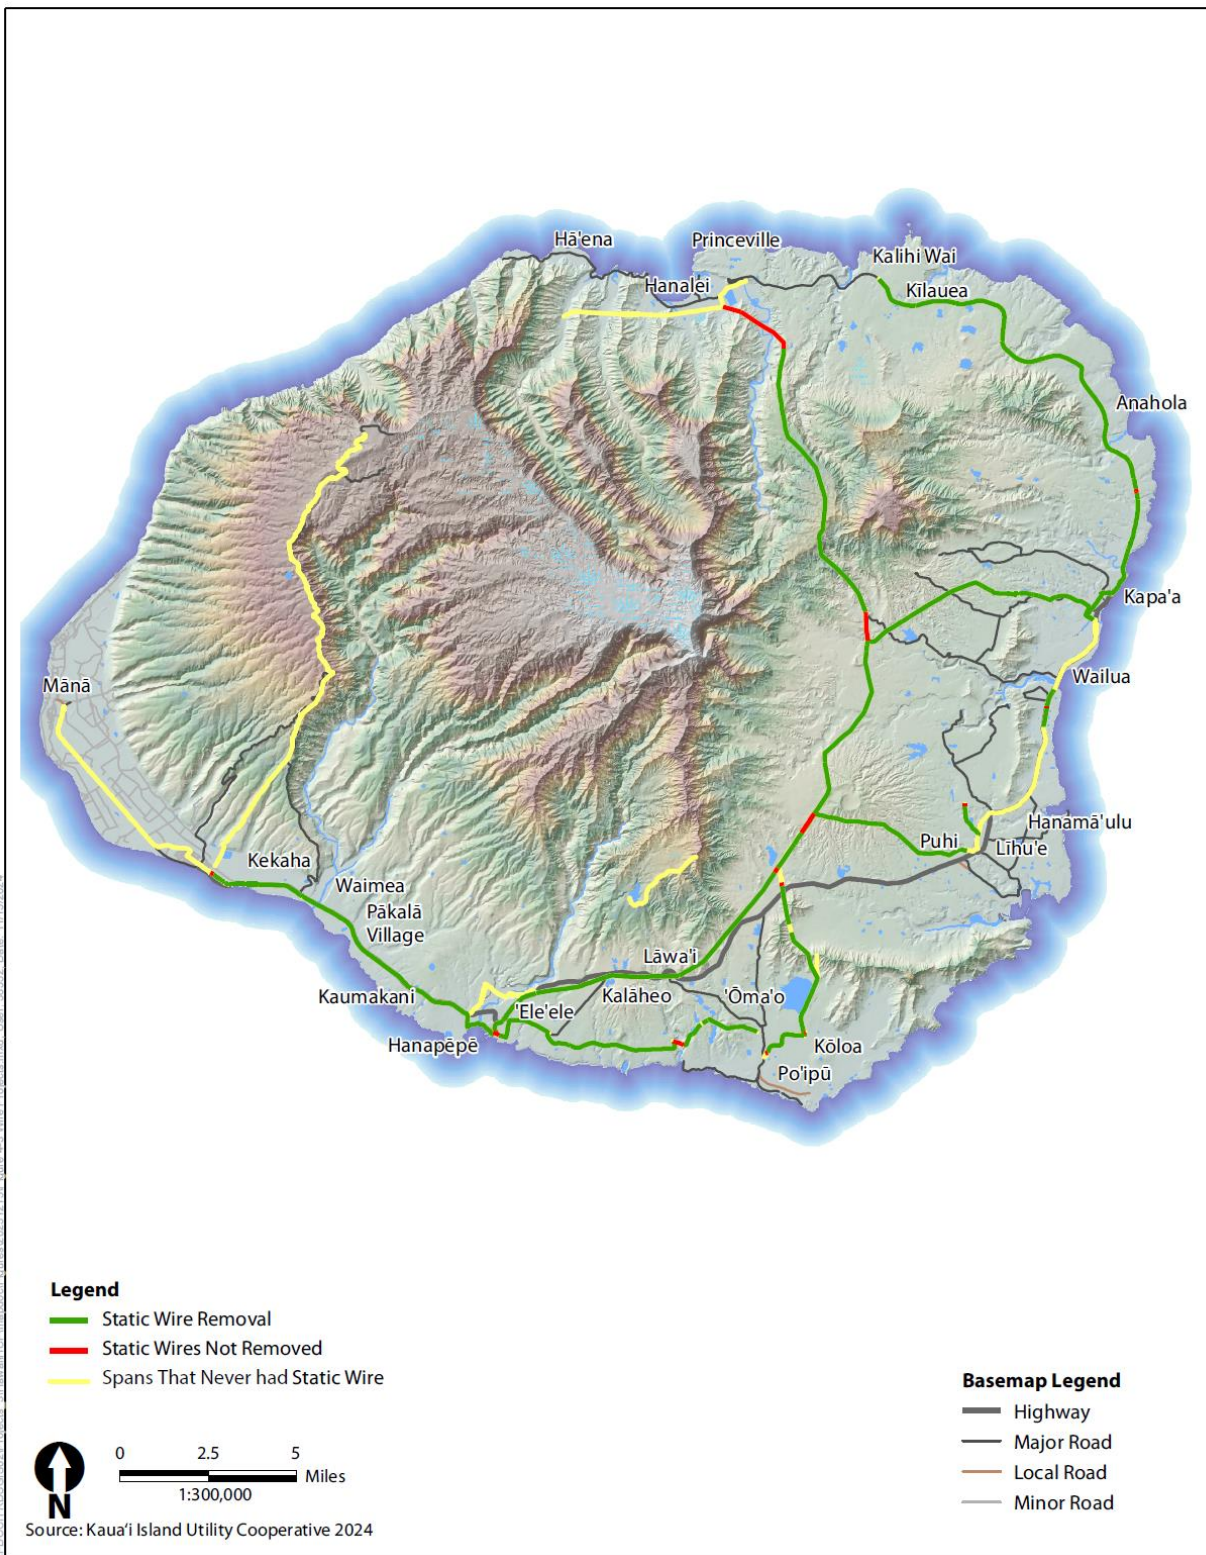 Hā'ena
Princeville
Kalihi Wai
Hanalei
Kīlauea
Anahola
Kapa'a
Wailua
Mānā
Hanamā'ulu
Puhi
Līhu'e
Kekaha
Waimea
Pākalā
Village
Lāwa'i
Kaumakani
Kalāheo
'Ōma'o
'Ele'ele
Hanapēpē
Kōloa
Po'ipū
Legend
Static Wire Removal
Static Wires Not Removed
Spans That Never had Static Wire
Basemap Legend
Highway
Major Road
Local Road
Minor Road
0 2.5 5
Miles
1:300,000
N
Source: Kaua'i Island Utility Cooperative 2024